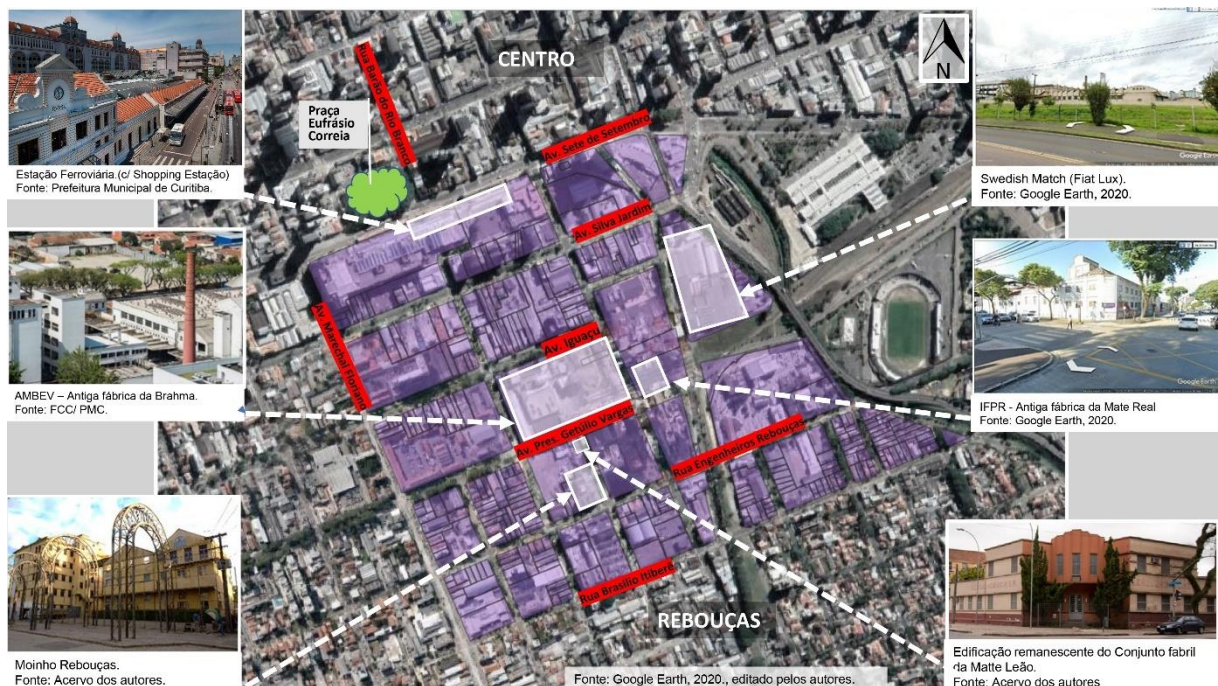 CENTRO
N
Rua Barão do Rio Branco
Praça
Eufrásio
Correia
Av. Sete de Setembro
Av. Silva Jardim
Av. Marechal Floriano
Av. Iguaçu
Av. Pres. Getúlio Vargas
Rua Engenheiros Rebouças
Rua Brasílio Itiberê
REBOUÇAS
Fonte: Google Earth, 2020., editado pelos autores.
Estação Ferroviária.(c/ Shopping Estação)
Fonte: Prefeitura Municipal de Curitiba.
AMBEV – Antiga fábrica da Brahma.
Fonte: FCC/ PMC.
Moinho Rebouças.
Fonte: Acervo dos autores.
Google Earth
Swedish Match (Fiat Lux).
Fonte: Google Earth, 2020.
Google Earth
IFPR - Antiga fábrica da Mate Real
Fonte: Google Earth, 2020.
Edificação remanescente do Conjunto fabril
da Matte Leão.
Fonte: Acervo dos autores